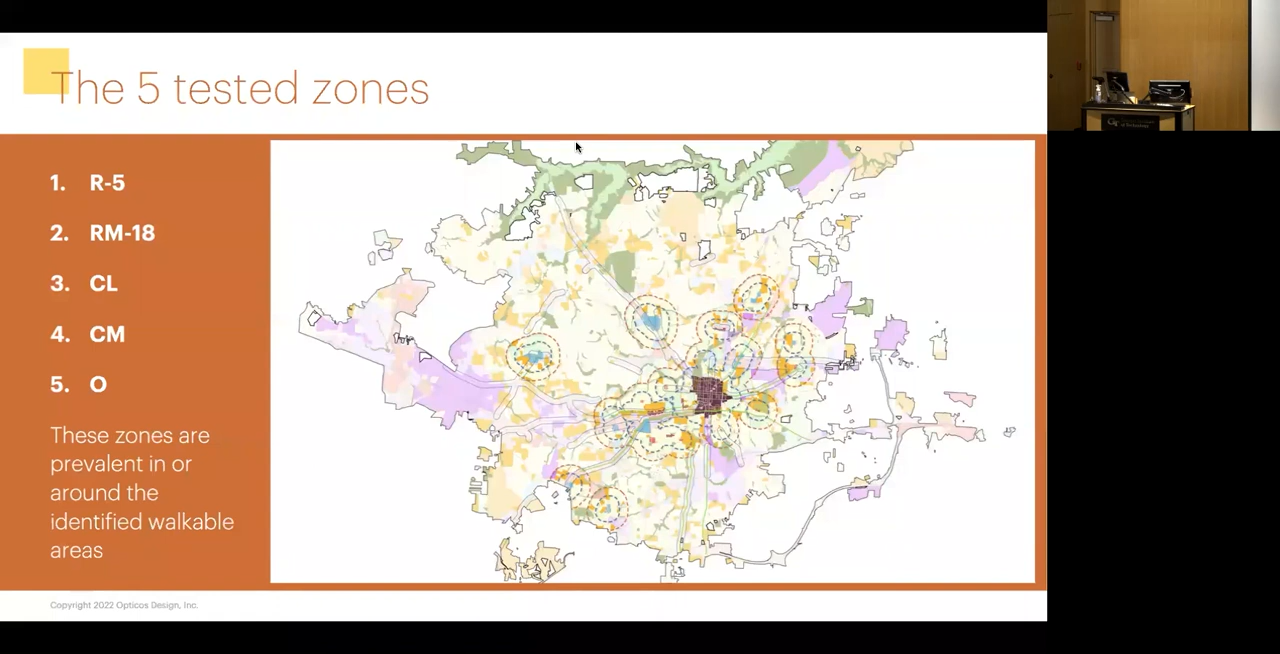 The 5 tested zones
1. R-5
2. RM-18
3. CL
4. CM
5. O
These zones are
prevalent in or
around the
identified walkable
areas
Copyright 2022 Opticos Design, Inc.